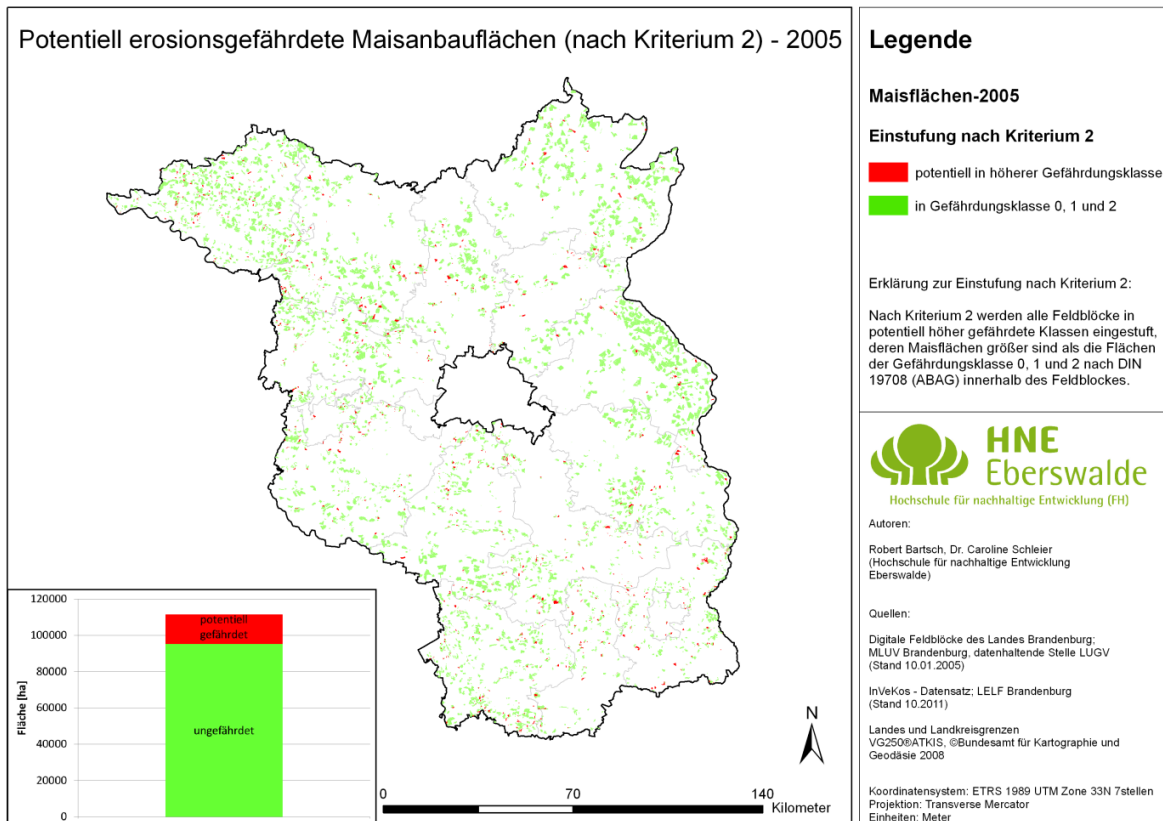 Potentiell erosionsgefährdete Maisanbauflächen (nach Kriterium 2) - 2005
120000
100000
80000
60000
40000
20000
0
Fläche [ha]
potentiell
gefährdet
ungefährdet
N
0
70
140
Kilometer
Legende
Maisflächen-2005
Einstufung nach Kriterium 2
potentiell in höherer Gefährdungsklasse
in Gefährdungsklasse 0, 1 und 2
Erklärung zur Einstufung nach Kriterium 2:
Nach Kriterium 2 werden alle Feldblöcke in
potentiell höher gefährdete Klassen eingestuft,
deren Maisflächen größer sind als die Flächen
der Gefährdungsklasse 0, 1 und 2 nach DIN
19708 (ABAG) innerhalb des Feldblockes.
HNE
Eberswalde
Hochschule für nachhaltige Entwicklung (FH)
Autoren:
Robert Bartsch, Dr. Caroline Schleier
(Hochschule für nachhaltige Entwicklung
Eberswalde)
Quellen:
Digitale Feldblöcke des Landes Brandenburg;
MLUV Brandenburg, datenhaltende Stelle LUGV
(Stand 10.01.2005)
InVeKos - Datensatz; LELF Brandenburg
(Stand 10.2011)
Landes und Landkreisgrenzen
VG250®ATKIS, ©Bundesamt für Kartographie und
Geodäsie 2008
Koordinatensystem: ETRS 1989 UTM Zone 33N 7stellen
Projektion: Transverse Mercator
Einheiten: Meter